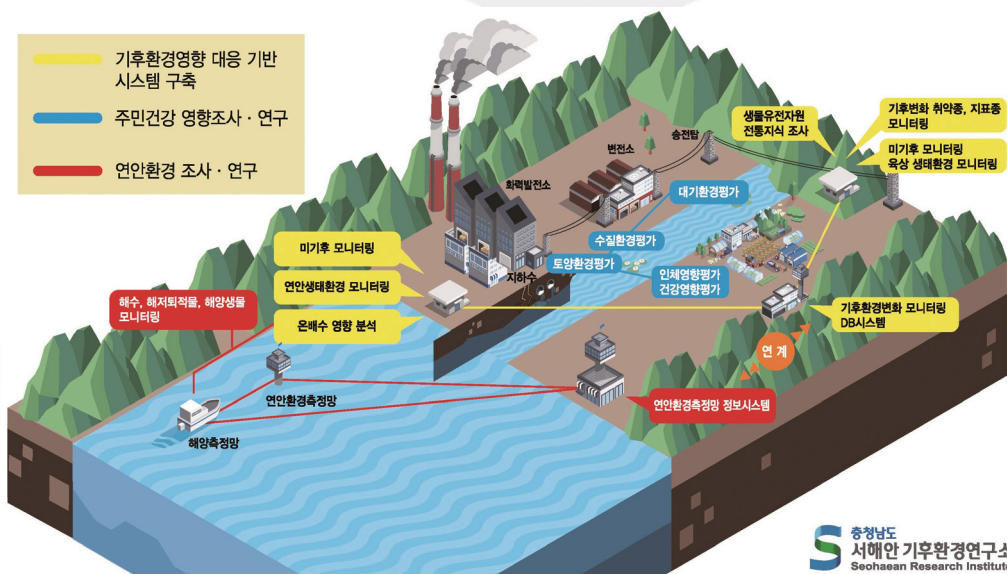 기후환경영향 대응 기반
시스템 구축
주민건강 영향조사 · 연구
연안환경 조사 · 연구
생물유전자원
전통지식 조사
기후변화 취약종, 지표종
모니터링
미기후 모니터링
육상 생태환경 모니터링
송전탑
변전소
화력발전소
대기환경평가
수질환경평가
토양환경평가
지하수
인체영향평가
건강영향평가
미기후 모니터링
연안생태환경 모니터링
온배수 영향 분석
해수, 해저퇴적물, 해양생물
모니터링
기후환경변화 모니터링
DB시스템
연 계
연안환경측정망
연안환경측정망 정보시스템
해양측정망
충청남도
서해안 기후환경연구소
Seohaean Research Institute